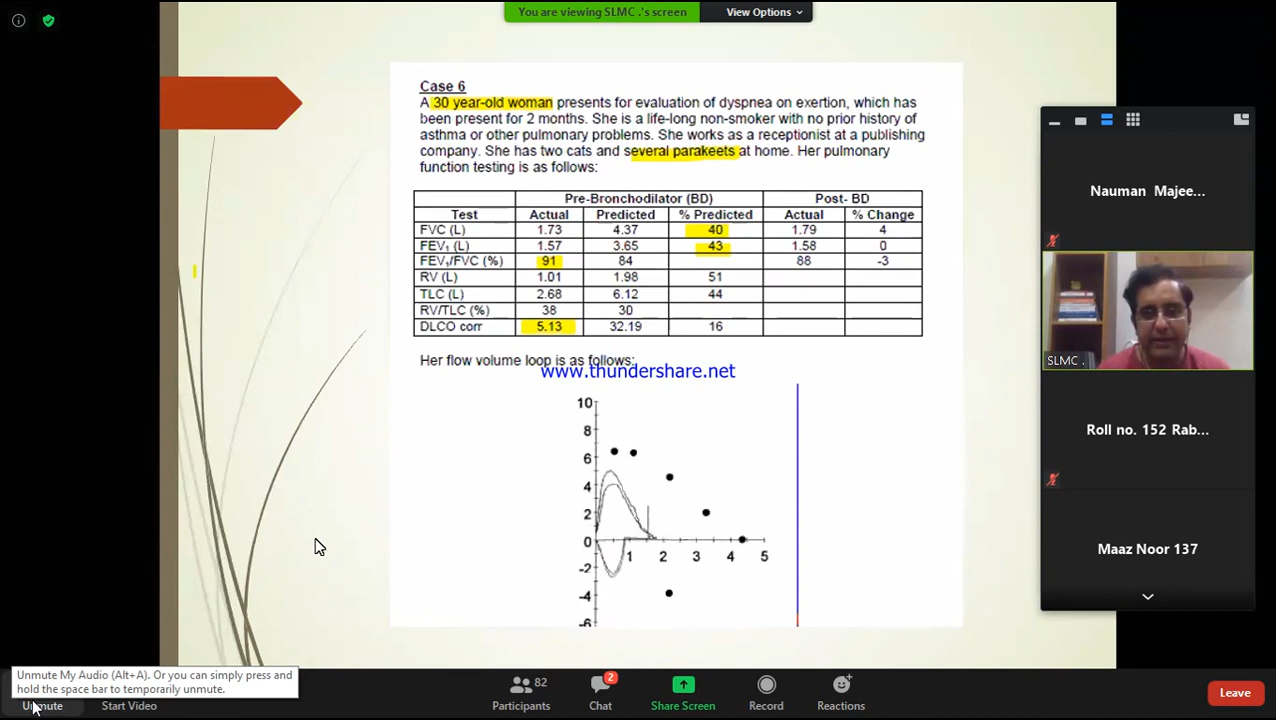 You are viewing SLMC .'s screen
View Options
Case 6
A 30 year-old woman presents for evaluation of dyspnea on exertion, which has
been present for 2 months. She is a life-long non-smoker with no prior history of
asthma or other pulmonary problems. She works as a receptionist at a publishing
company. She has two cats and several parakeets at home. Her pulmonary
function testing is as follows:
Pre-Bronchodilator (BD) Post- BD
Test Actual Predicted % Predicted Actual % Change
FVC (L) 1.73 4.37 40 1.79 4
FEV₁ (L) 1.57 3.65 43 1.58 0
FEV₁/FVC (%) 91 84 88 -3
RV (L) 1.01 1.98 51
TLC (L) 2.68 6.12 44
RV/TLC (%) 38 30
DLCO corr 5.13 32.19 16
Her flow volume loop is as follows:
www.thundershare.net
10
8
6
4
2
0
1 2 3 4 5
-2
-4
-6
Nauman Majee...
SLMC .
Roll no. 152 Rab...
Maaz Noor 137
Unmute My Audio (Alt+A). Or you can simply press and
hold the space bar to temporarily unmute.
Unmute
Start Video
82
Participants
2
Chat
Share Screen
Record
Reactions
Leave